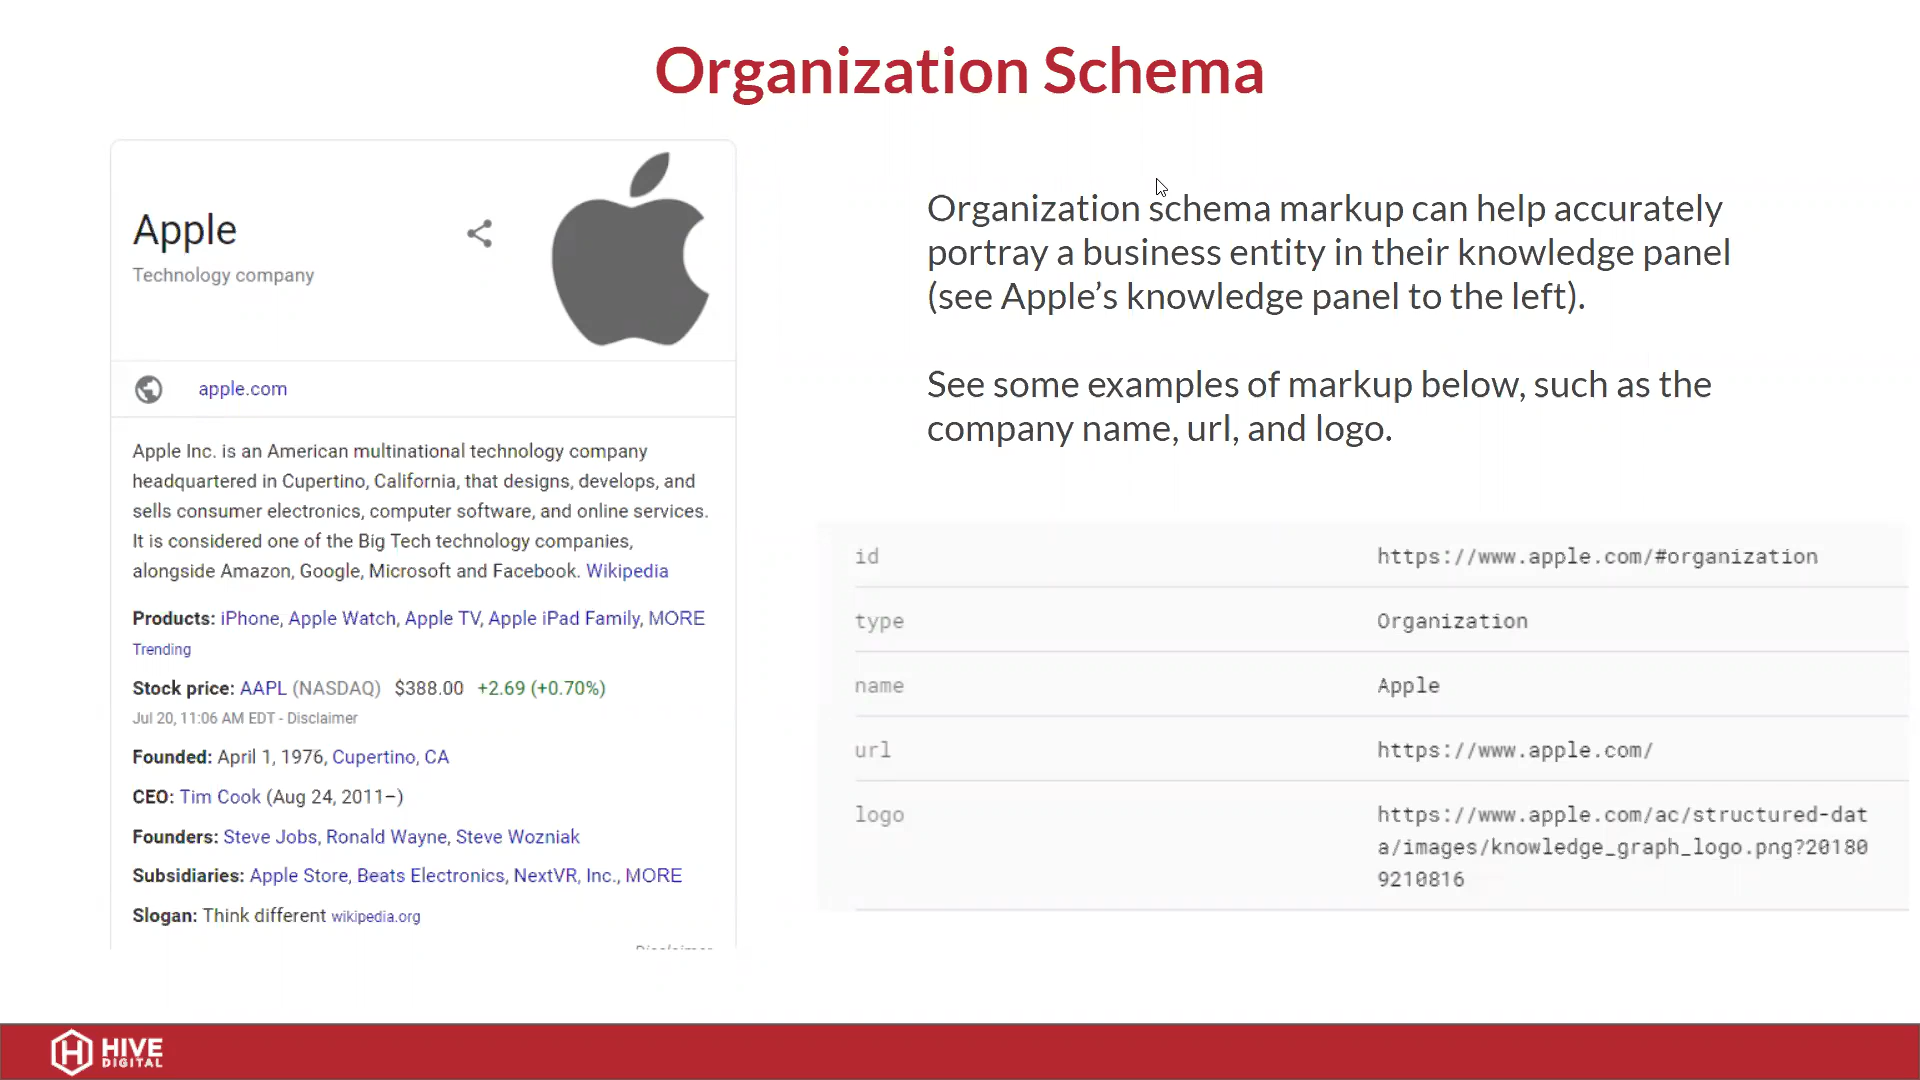 Organization Schema
Apple
Technology company
apple.com
Apple Inc. is an American multinational technology company
headquartered in Cupertino, California, that designs, develops, and
sells consumer electronics, computer software, and online services.
It is considered one of the Big Tech technology companies,
alongside Amazon, Google, Microsoft and Facebook. Wikipedia
Products: iPhone, Apple Watch, Apple TV, Apple iPad Family, MORE
Trending
Stock price: AAPL (NASDAQ) $388.00 +2.69 (+0.70%)
Jul 20, 11:06 AM EDT - Disclaimer
Founded: April 1, 1976, Cupertino, CA
CEO: Tim Cook (Aug 24, 2011–)
Founders: Steve Jobs, Ronald Wayne, Steve Wozniak
Subsidiaries: Apple Store, Beats Electronics, NextVR, Inc., MORE
Slogan: Think different wikipedia.org
Disclaimer
Organization schema markup can help accurately
portray a business entity in their knowledge panel
(see Apple’s knowledge panel to the left).
See some examples of markup below, such as the
company name, url, and logo.
id https://www.apple.com/#organization
type Organization
name Apple
url https://www.apple.com/
logo https://www.apple.com/ac/structured-dat
a/images/knowledge_graph_logo.png?20180
9210816
HIVE
DIGITAL